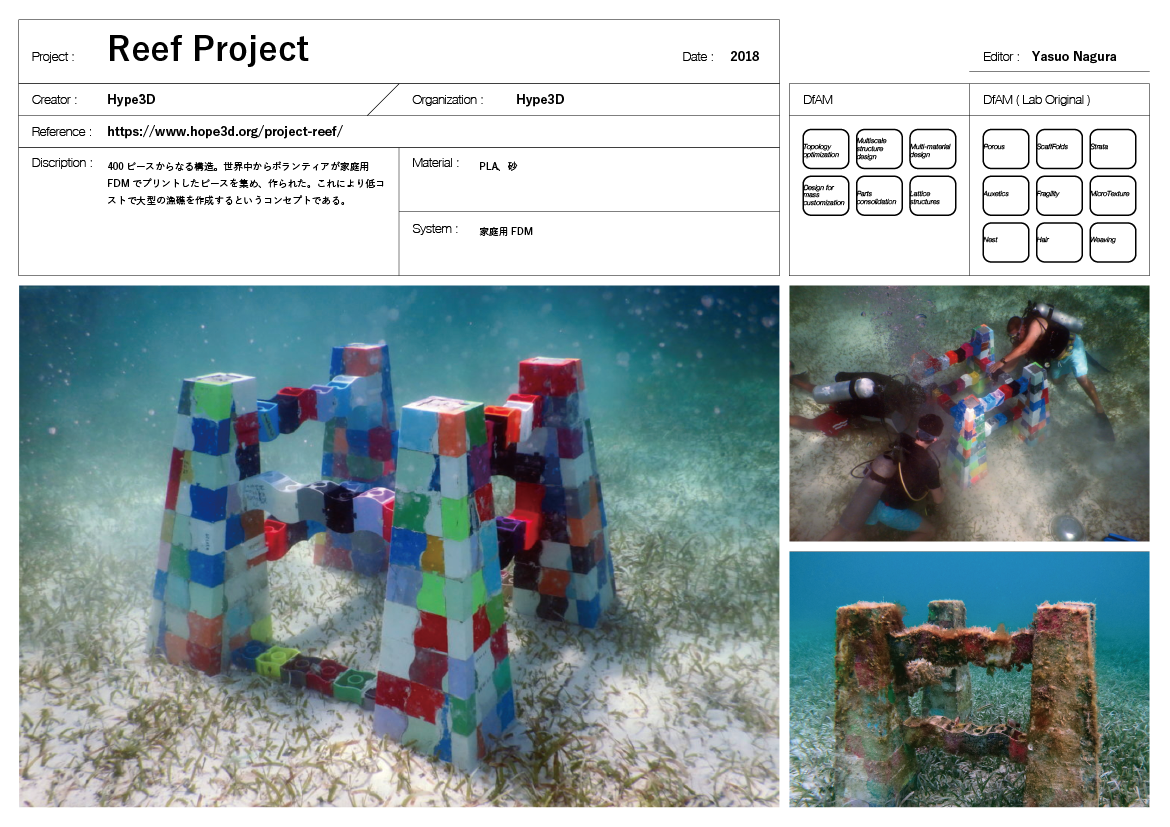 Project : Reef Project Date : 2018
Editor : Yasuo Nagura
Creator : Hype3D Organization : Hype3D
Reference : https://www.hope3d.org/project-reef/
Discription : 400 ピースからなる構造。世界中からボランティアが家庭用
FDM でプリントしたピースを集め、作られた。これにより低コ
ストで大型の漁礁を作成するというコンセプトである。
Material : PLA、砂
System : 家庭用 FDM
DfAM
Topology
optimization
Multiscale
structure
design
Multi-material
design
Design for
mass
customization
Parts
consolidation
Lattice
structures
DfAM ( Lab Original )
Porous
ScaffFolds
Strata
Auxetics
Fragility
MicroTexture
Nest
Hair
Weaving